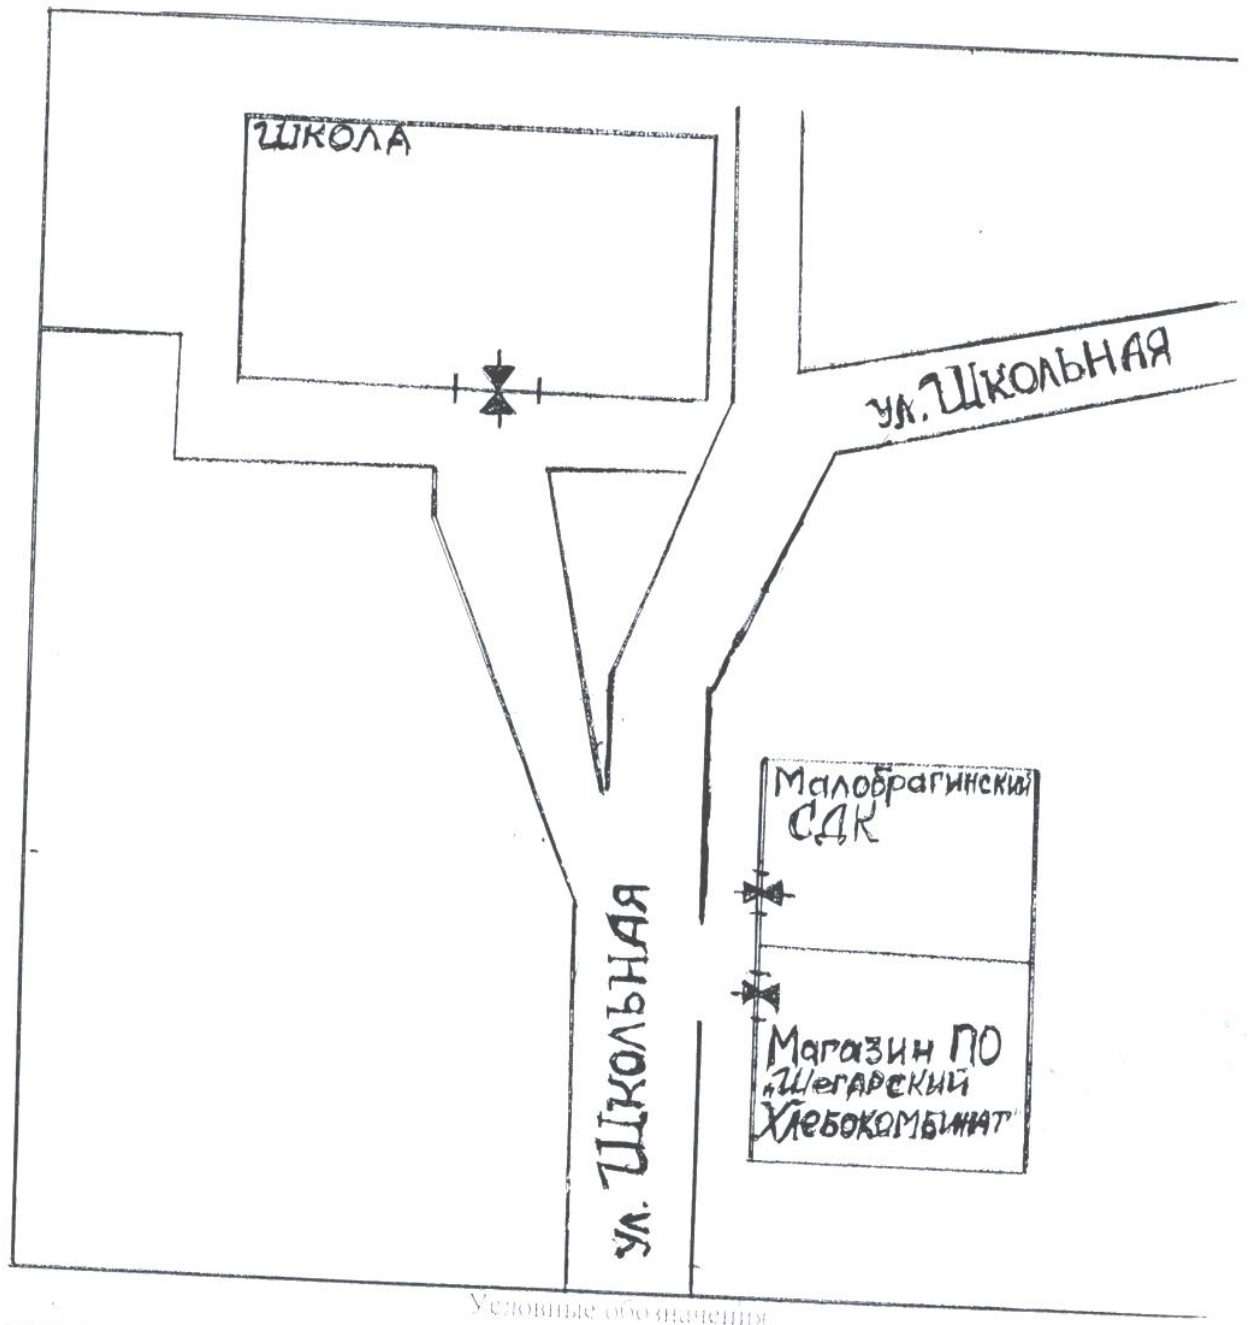 ШКОЛА
ул. ШКОЛЬНАЯ
Малобрагинский
СДК
ул. ШКОЛЬНАЯ
Магазин ПО
„Шегарский
Хлебокомбинат"
Условные обозначения